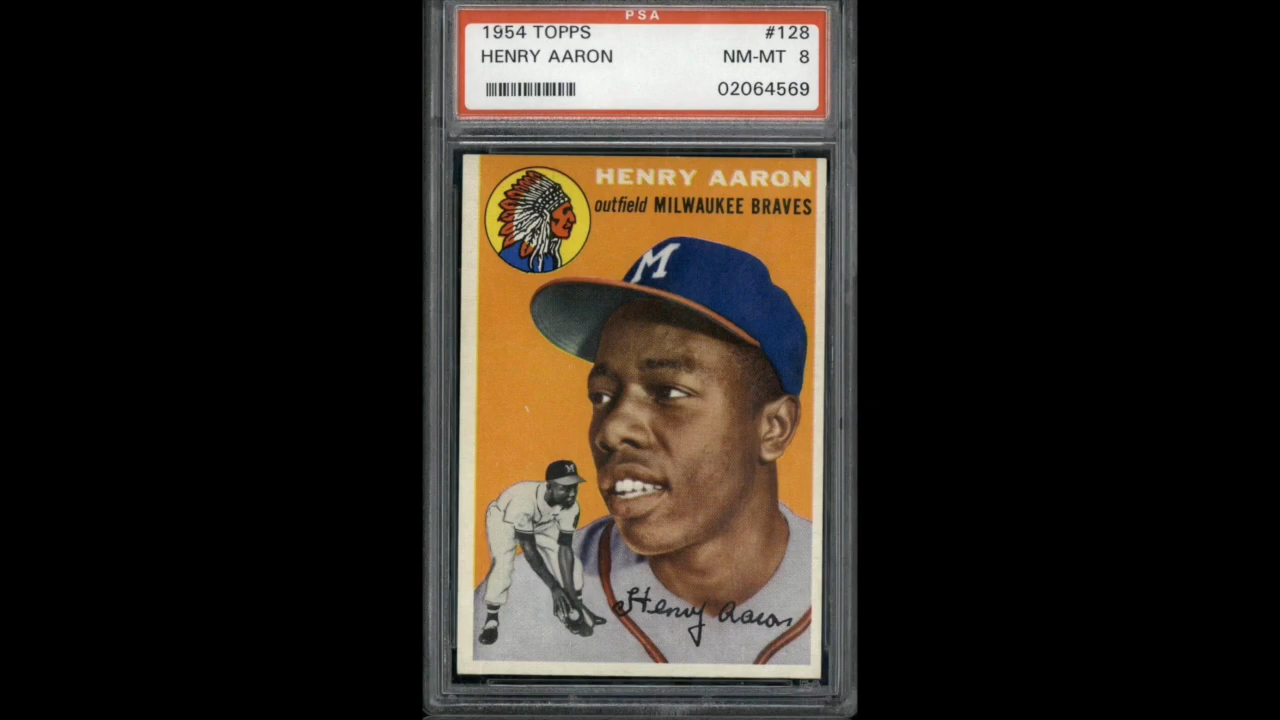 PSA
1954 TOPPS #128
HENRY AARON NM-MT 8
02064569
HENRY AARON
outfield MILWAUKEE BRAVES
M
M
Henry Aaron